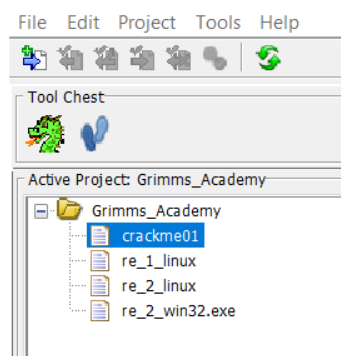 File Edit Project Tools Help
Tool Chest
Active Project: Grimms_Academy
Grimms_Academy
crackme01
re_1_linux
re_2_linux
re_2_win32.exe